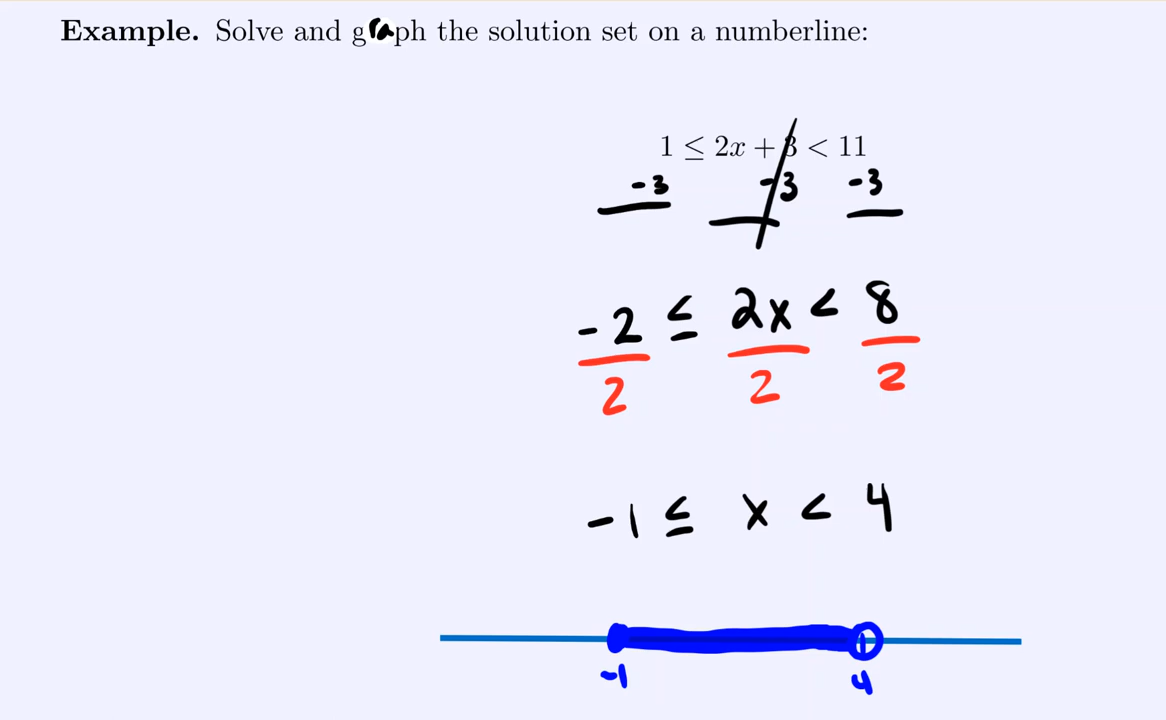 Example. Solve and graph the solution set on a numberline:
1 ≤ 2x + 3 < 11
-3 -3 -3
-2 ≤ 2x < 8
2 2 2
-1 ≤ x < 4
-1 4